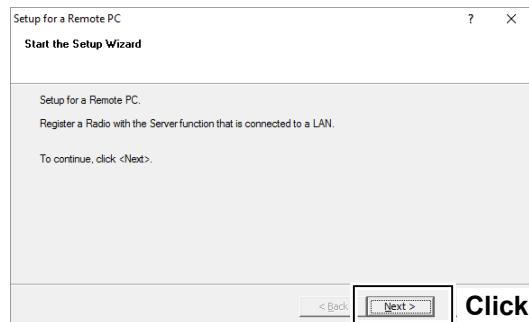 Setup for a Remote PC
Start the Setup Wizard
Setup for a Remote PC.
Register a Radio with the Server function that is connected to a LAN.
To continue, click <Next>.
< Back
Next >
Click